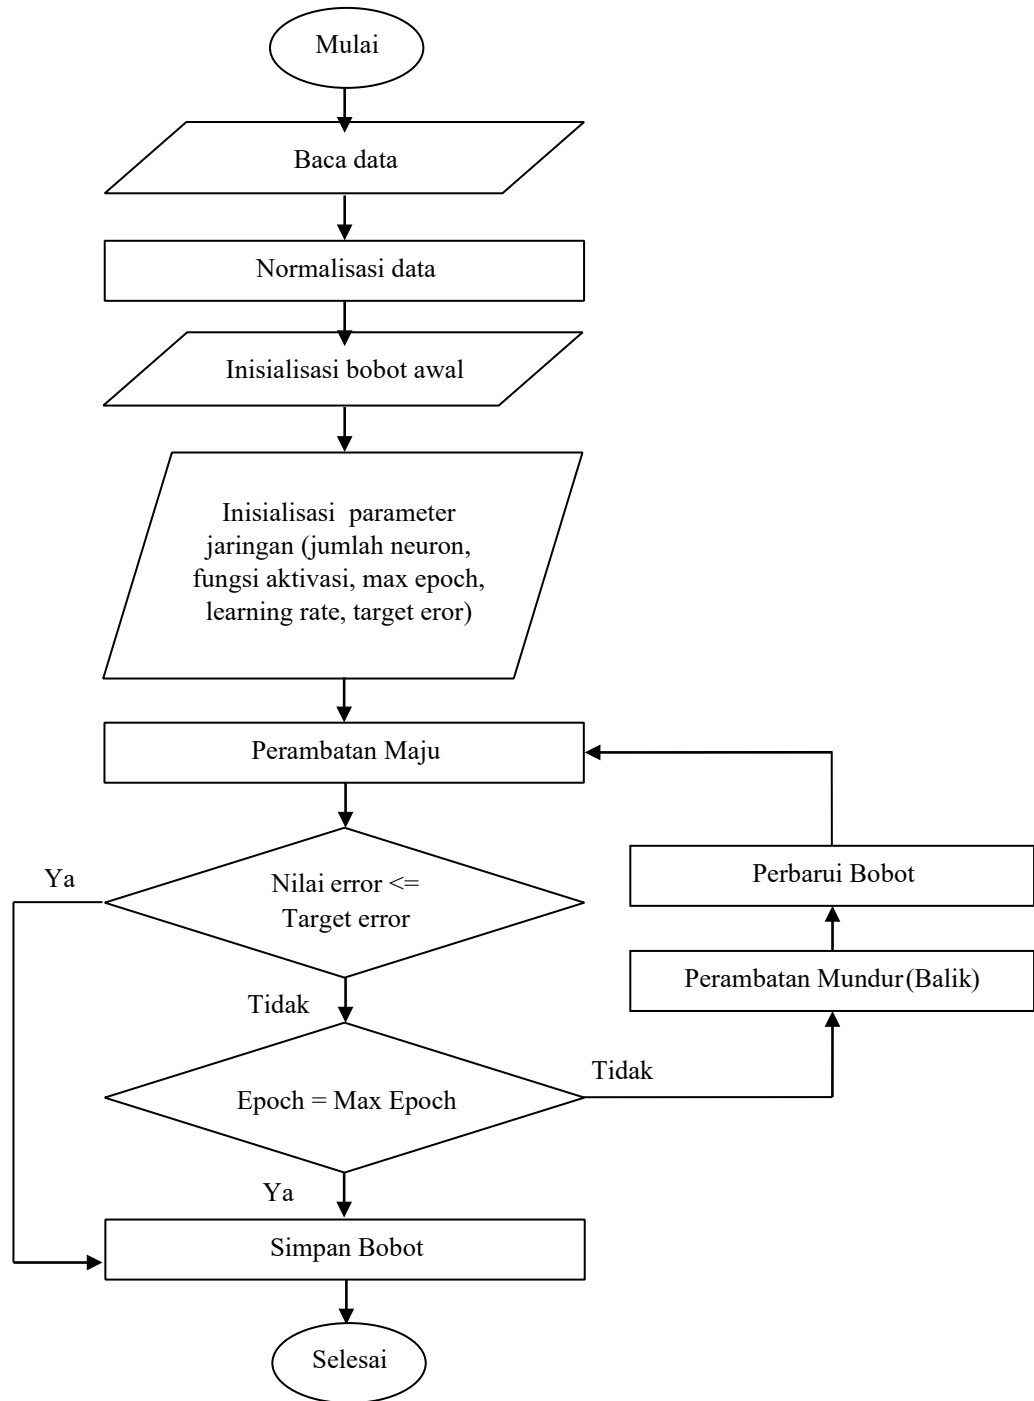 Mulai
Baca data
Normalisasi data
Inisialisasi bobot awal
Inisialisasi parameter
jaringan (jumlah neuron,
fungsi aktivasi, max epoch,
learning rate, target eror)
Perambatan Maju
Ya
Nilai error <=
Target error
Perbarui Bobot
Perambatan Mundur(Balik)
Tidak
Tidak
Epoch = Max Epoch
Ya
Simpan Bobot
Selesai